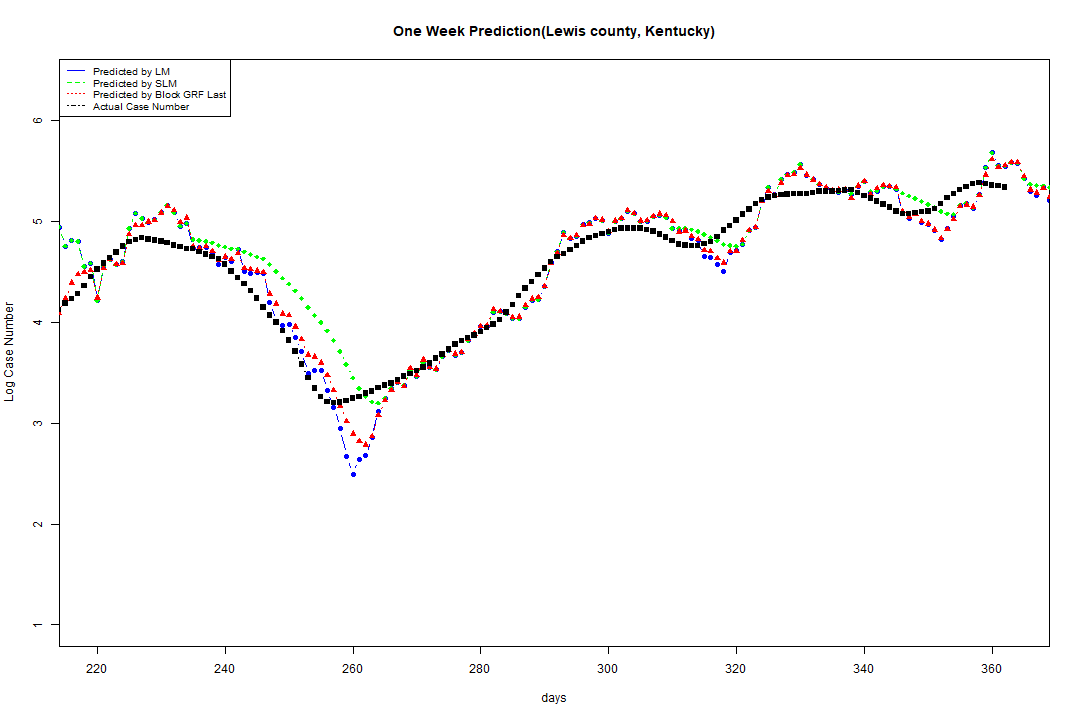 One Week Prediction(Lewis county, Kentucky)
Predicted by LM
Predicted by SLM
Predicted by Block GRF Last
Actual Case Number
6
5
4
3
2
1
Log Case Number
220 240 260 280 300 320 340 360
days